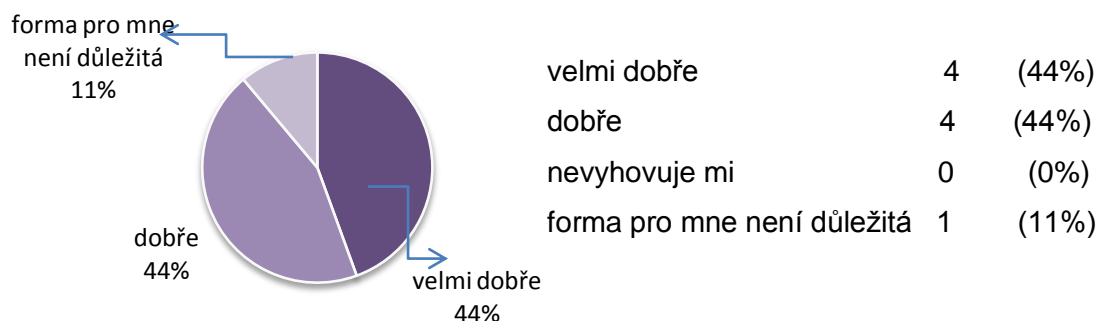 forma pro mne
není důležitá
11%
dobře
44%
velmi dobře
44%
velmi dobře 4 (44%)
dobře 4 (44%)
nevyhovuje mi 0 (0%)
forma pro mne není důležitá 1 (11%)